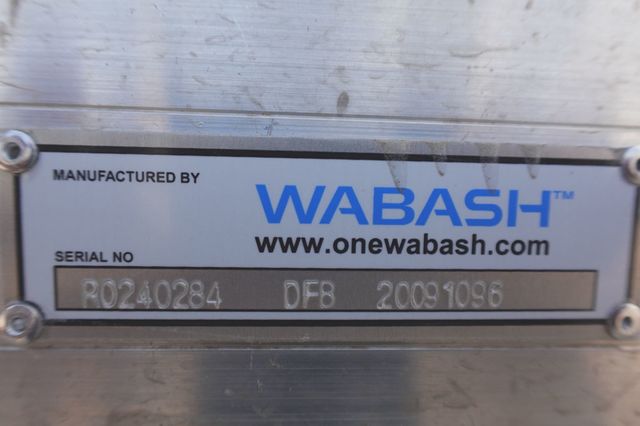 MANUFACTURED BY
WABASH™
www.onewabash.com
SERIAL NO
R0240284 DFB 20091096